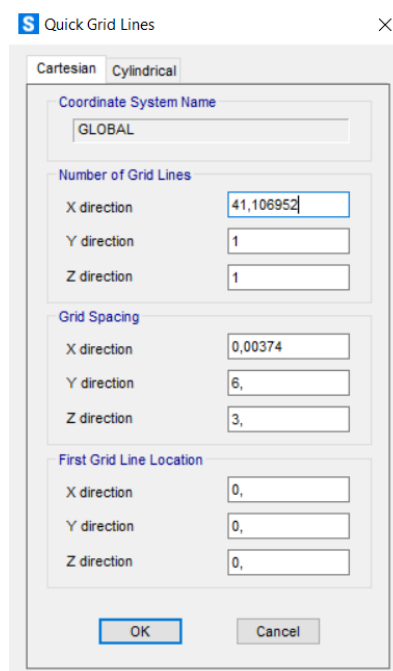 S Quick Grid Lines
Cartesian Cylindrical
Coordinate System Name
GLOBAL
Number of Grid Lines
X direction 41,106952
Y direction 1
Z direction 1
Grid Spacing
X direction 0,00374
Y direction 6,
Z direction 3,
First Grid Line Location
X direction 0,
Y direction 0,
Z direction 0,
OK Cancel